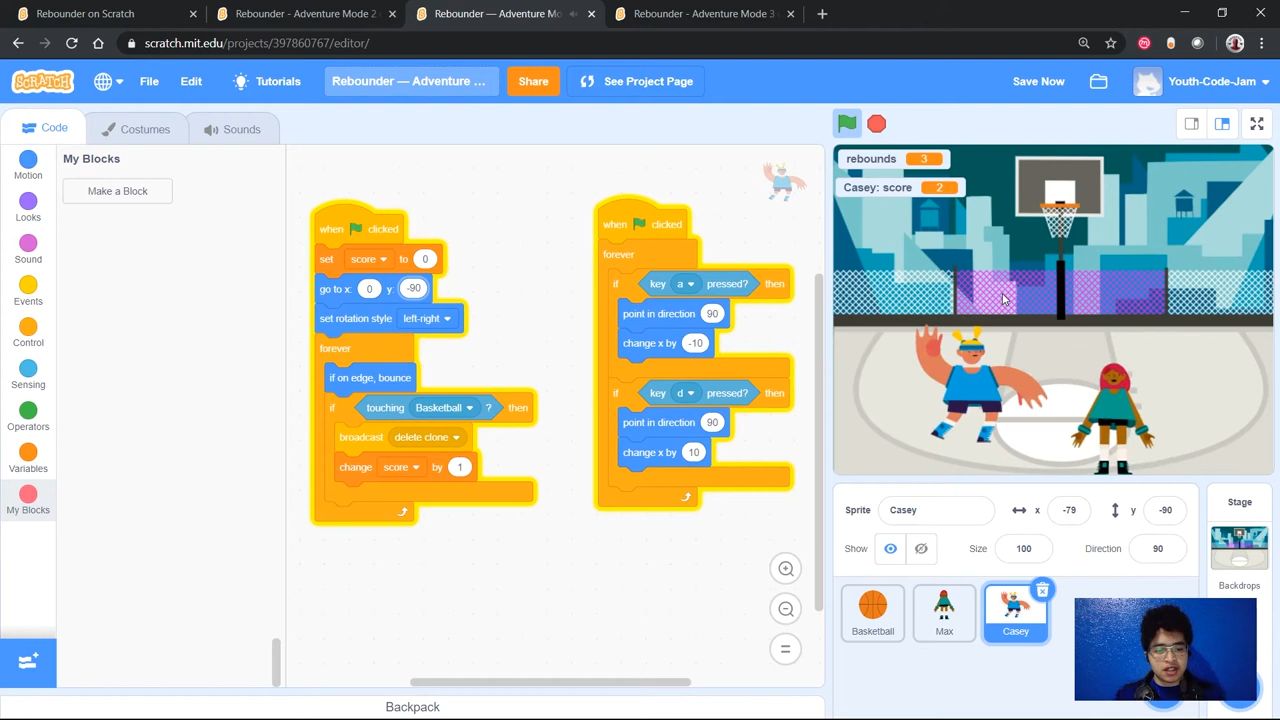 Rebounder on Scratch
Rebounder - Adventure Mode 2
Rebounder — Adventure Mo
Rebounder - Adventure Mode 3
scratch.mit.edu/projects/397860767/editor/
SCRATCH
File
Edit
Tutorials
Rebounder — Adventure ...
Share
See Project Page
Save Now
Youth-Code-Jam
Code
Costumes
Sounds
Motion
Looks
Sound
Events
Control
Sensing
Operators
Variables
My Blocks
My Blocks
Make a Block
when clicked
set score to 0
go to x: 0 y: -90
set rotation style left-right
forever
if on edge, bounce
if touching Basketball ? then
broadcast delete clone
change score by 1
when clicked
forever
if key a pressed? then
point in direction 90
change x by -10
if key d pressed? then
point in direction 90
change x by 10
rebounds 3
Casey: score 2
Sprite Casey x -79 y -90
Show Size 100 Direction 90
Basketball
Max
Casey
Stage
Backdrops
Backpack